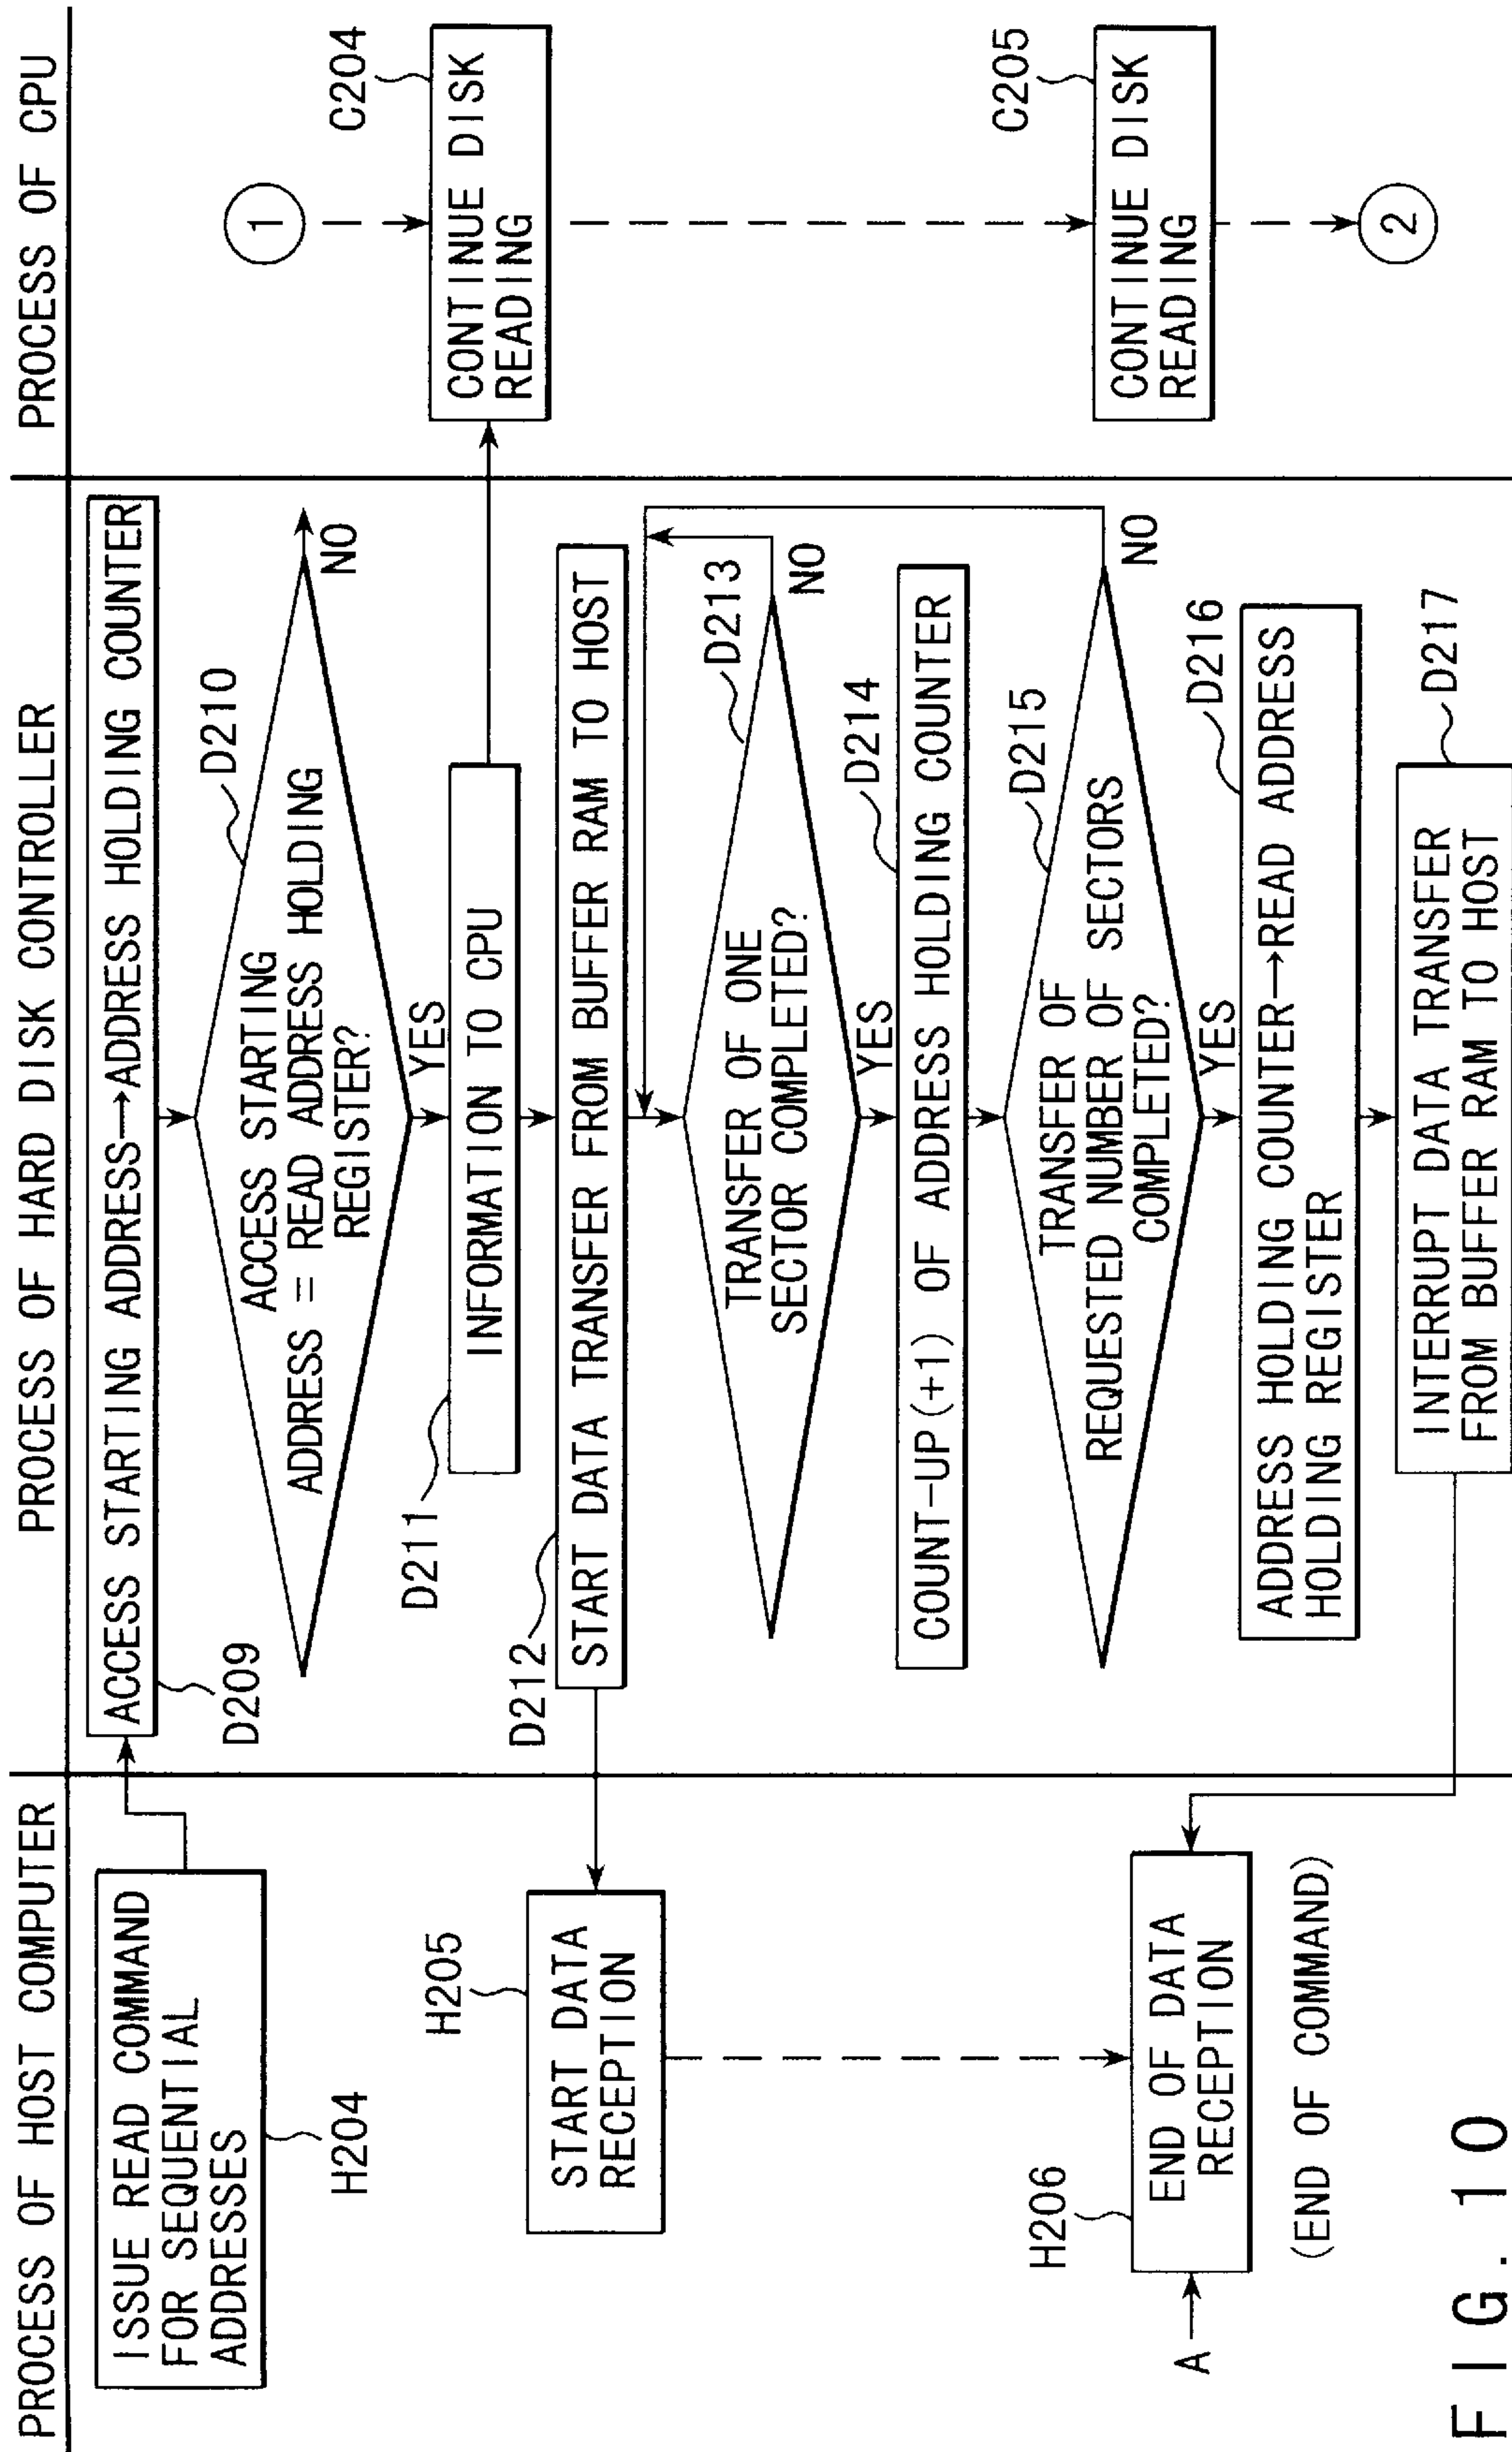 PROCESS OF HOST COMPUTER
PROCESS OF HARD DISK CONTROLLER
PROCESS OF CPU
ISSUE READ COMMAND
FOR SEQUENTIAL
ADDRESSES
H204
ACCESS STARTING ADDRESS→ADDRESS HOLDING COUNTER
D209
1
D210
ACCESS STARTING
ADDRESS = READ ADDRESS HOLDING
REGISTER?
NO
YES
C204
CONTINUE DISK
READING
D211
INFORMATION TO CPU
H205
START DATA
RECEPTION
D212
START DATA TRANSFER FROM BUFFER RAM TO HOST
D213
TRANSFER OF ONE
SECTOR COMPLETED?
NO
YES
D214
COUNT-UP(+1) OF ADDRESS HOLDING COUNTER
D215
TRANSFER OF
REQUESTED NUMBER OF SECTORS
COMPLETED?
NO
YES
C205
CONTINUE DISK
READING
H206
A
END OF DATA
RECEPTION
(END OF COMMAND)
D216
ADDRESS HOLDING COUNTER→READ ADDRESS
HOLDING REGISTER
2
D217
INTERRUPT DATA TRANSFER
FROM BUFFER RAM TO HOST
FIG. 10